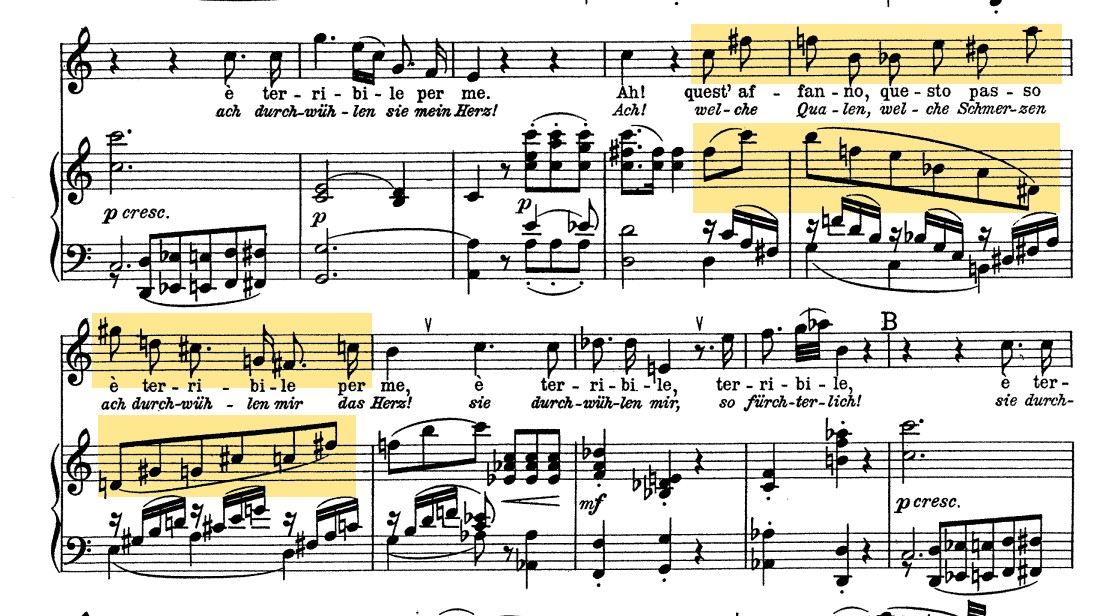 è ter - ri - bi - le per me. Ah! quest' af - fan - no, que - sto pas - so
ach durch-wüh - len sie mein Herz! Ach! wel - che Qua - len, wel - che Schmer-zen
p cresc. p p
è ter - ri - bi - le per me, è ter - ri - bi - le, ter - ri - bi - le, è ter-
B
ach durch-wüh - len mir das Herz! sie durch-wüh-len mir, so fürch-ter-lich! sie durch-
mf p cresc.